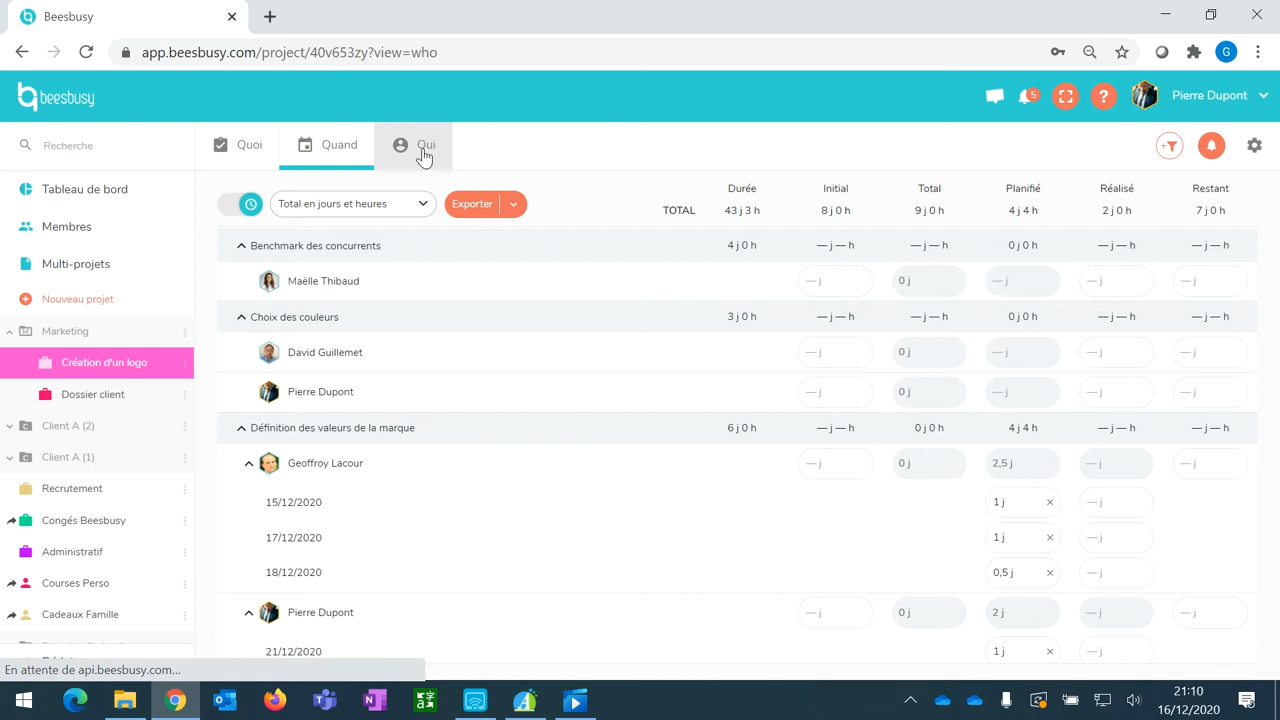 Beesbusy
app.beesbusy.com/project/40v653zy?view=who
G
beesbusy
5
?
Pierre Dupont
Recherche
Quoi
Quand
Qui
Tableau de bord
Membres
Multi-projets
Nouveau projet
Marketing
Création d'un logo
Dossier client
Client A (2)
Client A (1)
Recrutement
Congés Beesbusy
Administratif
Courses Perso
Cadeaux Famille
En attente de api.beesbusy.com...
Total en jours et heures
Exporter
TOTAL
Durée Initial Total Planifié Réalisé Restant
43 j 3 h 8 j 0 h 9 j 0 h 4 j 4 h 2 j 0 h 7 j 0 h
Benchmark des concurrents 4 j 0 h — j — h — j — h 0 j 0 h — j — h — j — h
Maëlle Thibaud — j 0 j — j — j — j
Choix des couleurs 3 j 0 h — j — h — j — h 0 j 0 h — j — h — j — h
David Guillemet — j 0 j — j — j — j
Pierre Dupont — j 0 j — j — j — j
Définition des valeurs de la marque 6 j 0 h — j — h 0 j 0 h 4 j 4 h — j — h — j — h
Geoffroy Lacour — j 0 j 2,5 j — j — j
15/12/2020 1 j × — j
17/12/2020 1 j × — j
18/12/2020 0,5 j × — j
Pierre Dupont — j 0 j 2 j — j — j
21/12/2020 1 j × — j
21:10
16/12/2020